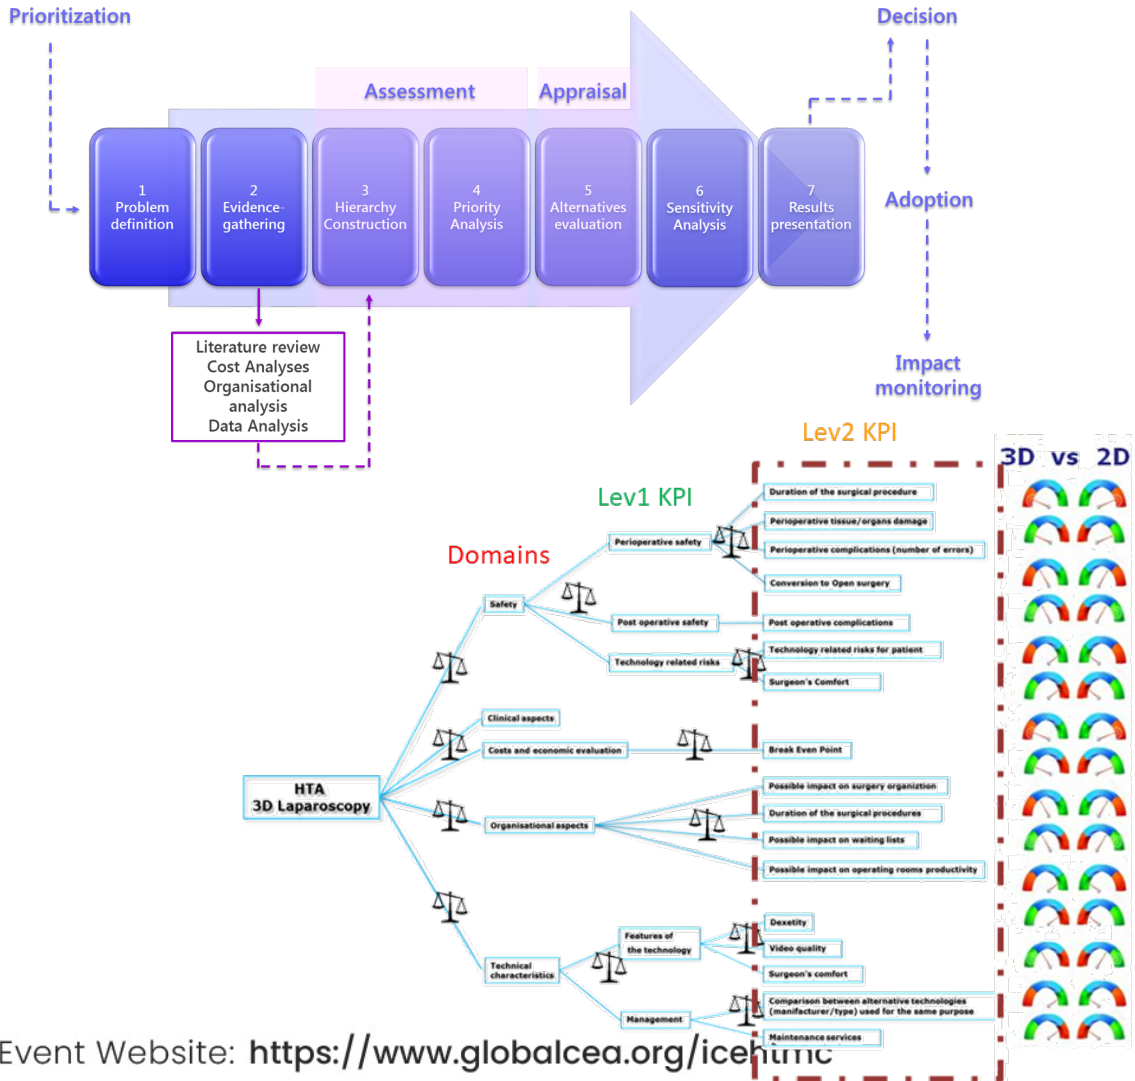 Prioritization
Decision
Assessment
Appraisal
1
Problem
definition
2
Evidence-
gathering
3
Hierarchy
Construction
4
Priority
Analysis
5
Alternatives
evaluation
6
Sensitivity
Analysis
7
Results
presentation
Adoption
Impact
monitoring
Literature review
Cost Analyses
Organisational
analysis
Data Analysis
Lev2 KPI
3D vs 2D
Lev1 KPI
Domains
HTA
3D Laparoscopy
Safety
Perioperative safety
Duration of the surgical procedure
Perioperative tissue/organs damage
Perioperative complications (number of errors)
Conversion to Open surgery
Post operative safety
Post operative complications
Technology related risks
Technology related risks for patient
Surgeon's Comfort
Clinical aspects
Costs and economic evaluation
Break Even Point
Organisational aspects
Possible impact on surgery organiztion
Duration of the surgical procedures
Possible impact on waiting lists
Possible impact on operating rooms productivity
Technical
characteristics
Features of
the technology
Dexetity
Video quality
Surgeon's comfort
Management
Comparison between alternative technologies
(manifacturer/type) used for the same purpose
Maintenance services
Event Website: https://www.globalcea.org/icehtmc